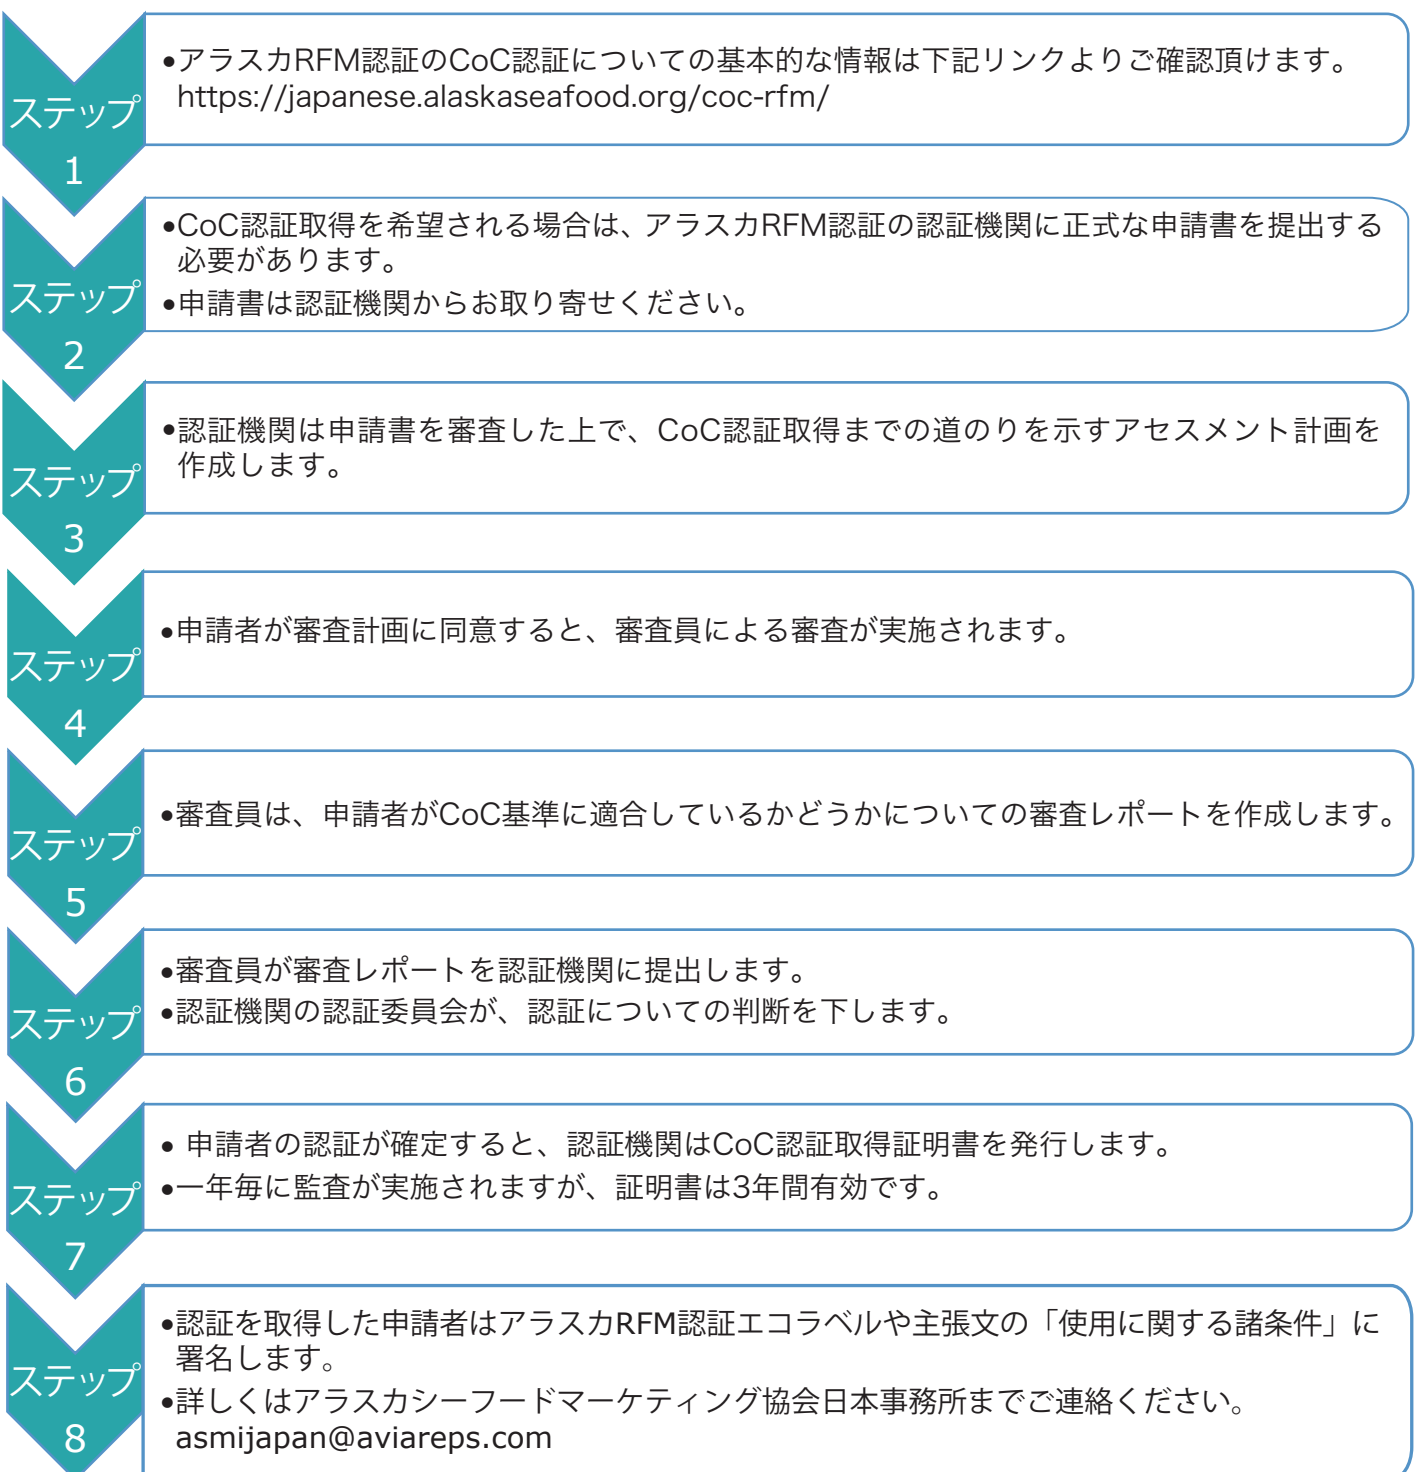 ステップ
1
•アラスカRFM認証のCoC認証についての基本的な情報は下記リンクよりご確認頂けます。
https://japanese.alaskaseafood.org/coc-rfm/
ステップ
2
•CoC認証取得を希望される場合は、アラスカRFM認証の認証機関に正式な申請書を提出する
必要があります。
•申請書は認証機関からお取り寄せください。
ステップ
3
•認証機関は申請書を審査した上で、CoC認証取得までの道のりを示すアセスメント計画を
作成します。
ステップ
4
•申請者が審査計画に同意すると、審査員による審査が実施されます。
ステップ
5
•審査員は、申請者がCoC基準に適合しているかどうかについての審査レポートを作成します。
ステップ
6
•審査員が審査レポートを認証機関に提出します。
•認証機関の認証委員会が、認証についての判断を下します。
ステップ
7
• 申請者の認証が確定すると、認証機関はCoC認証取得証明書を発行します。
•一年毎に監査が実施されますが、証明書は3年間有効です。
ステップ
8
•認証を取得した申請者はアラスカRFM認証エコラベルや主張文の「使用に関する諸条件」に
署名します。
•詳しくはアラスカシーフードマーケティング協会日本事務所までご連絡ください。
asmijapan@aviareps.com